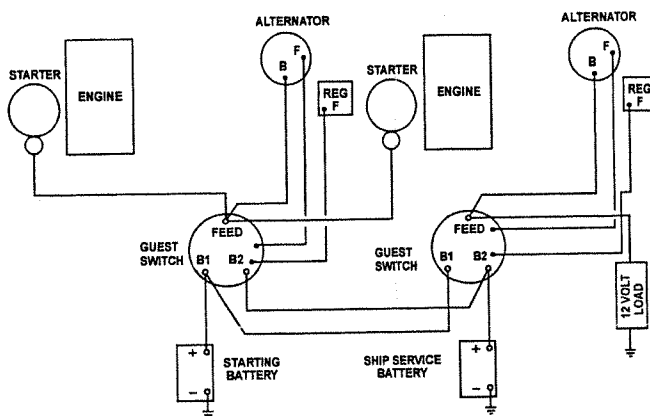 ALTERNATOR
F
B
STARTER
ENGINE
REG
F
STARTER
ENGINE
ALTERNATOR
F
B
REG
F
FEED
GUEST
SWITCH
B1
B2
FEED
GUEST
SWITCH
B1
B2
12 VOLT
LOAD
+
−
STARTING
BATTERY
SHIP SERVICE
BATTERY
+
−